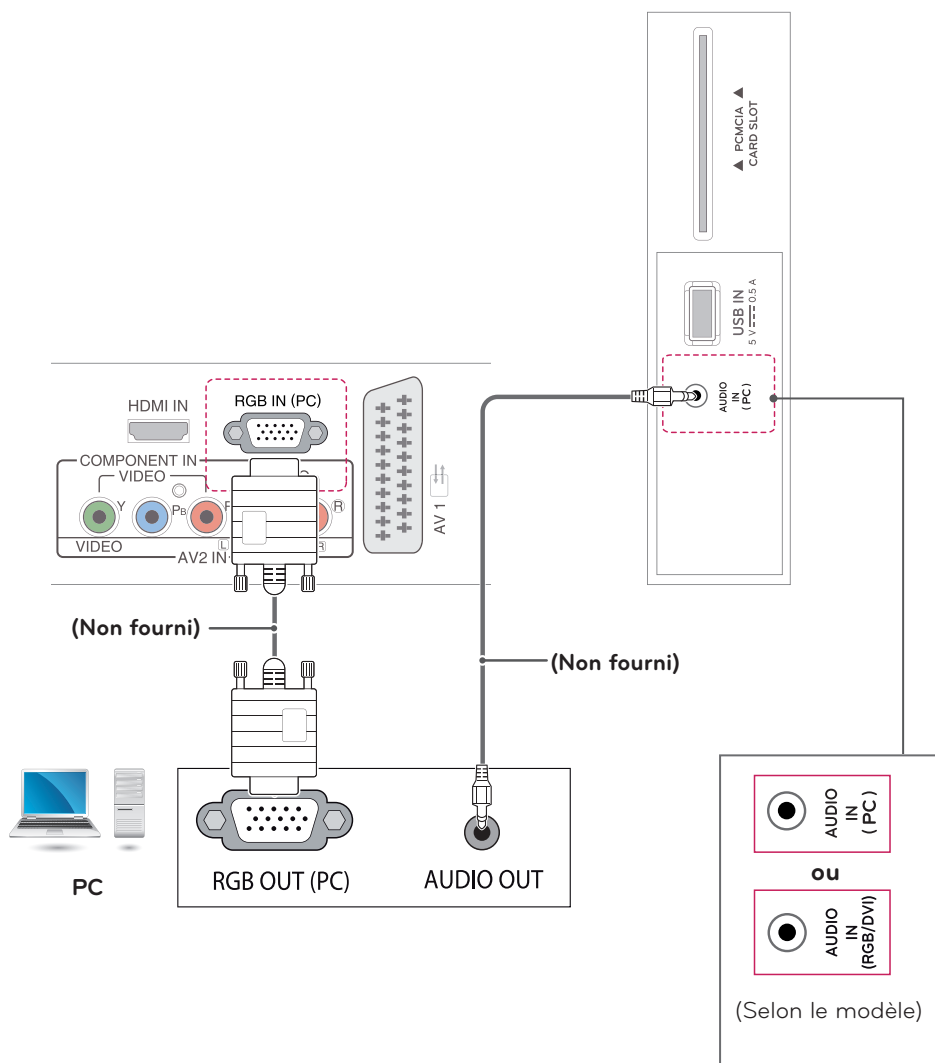 ▲ PCMCIA ▲
CARD SLOT
USB IN
5 V 0.5 A
AUDIO
IN
(PC)
HDMI IN
RGB IN (PC)
COMPONENT IN
VIDEO
Y
PB
R
VIDEO
L
R
AV2 IN
AV 1
(Non fourni)
(Non fourni)
PC
RGB OUT (PC)
AUDIO OUT
AUDIO
IN
(PC)
ou
AUDIO
IN
(RGB/DVI)
(Selon le modèle)